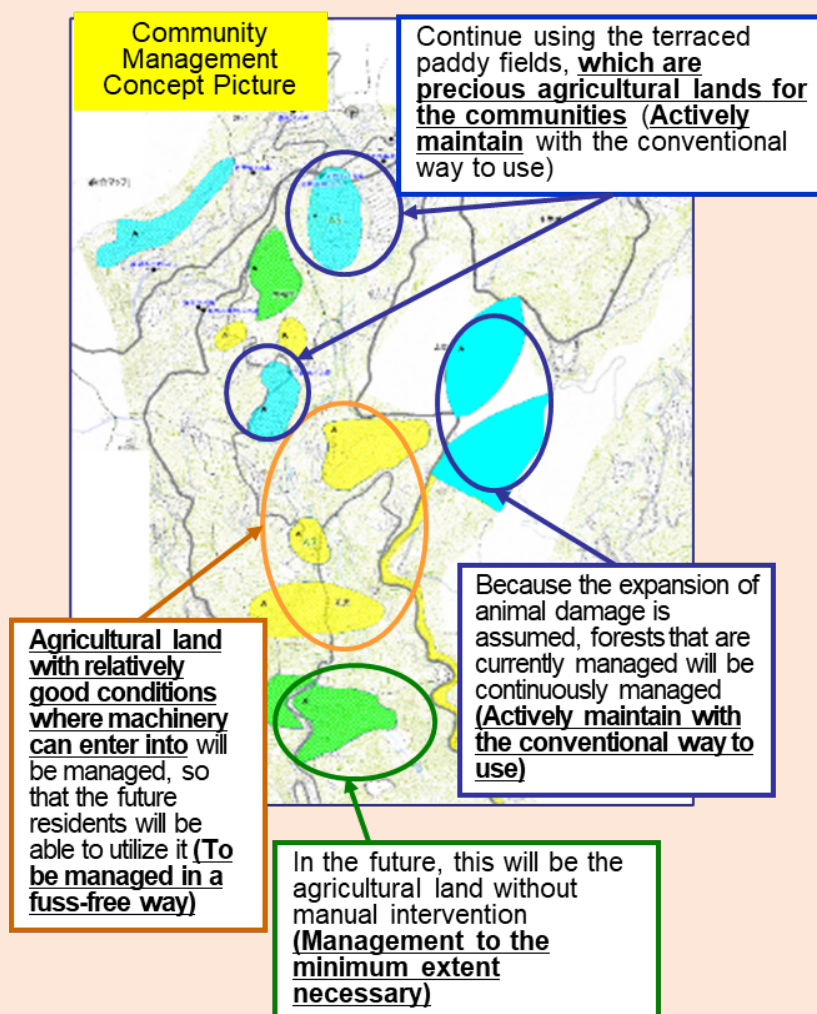 Community
Management
Concept Picture
Continue using the terraced
paddy fields, which are
precious agricultural lands for
the communities (Actively
maintain with the conventional
way to use)
Because the expansion of
animal damage is
assumed, forests that are
currently managed will be
continuously managed
(Actively maintain with
the conventional way to
use)
Agricultural land
with relatively
good conditions
where machinery
can enter into will
be managed, so
that the future
residents will be
able to utilize it (To
be managed in a
fuss-free way)
In the future, this will be the
agricultural land without
manual intervention
(Management to the
minimum extent
necessary)